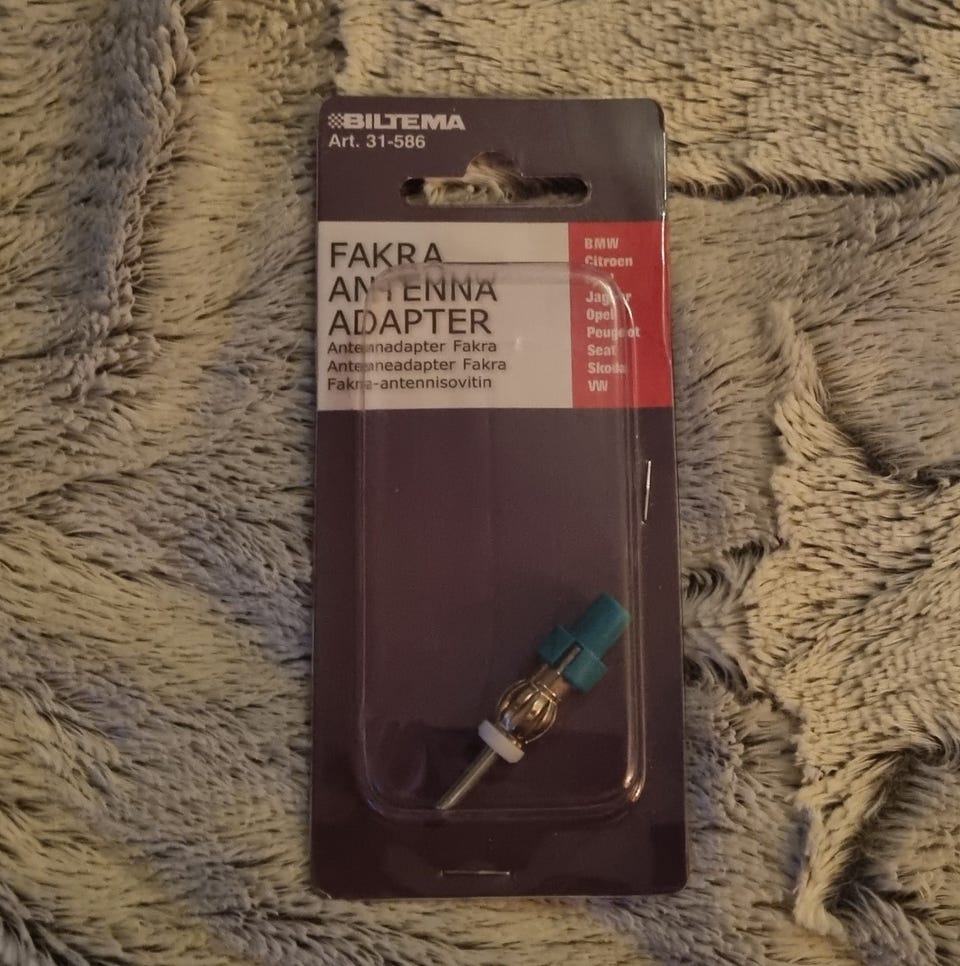 BILTEMA
Art. 31-586
FAKRA
ANTENNA
ADAPTER
Antennadapter Fakra
Antenneadapter Fakra
Fakra-antennisovitin
BMW
Citroen
Jaguar
Opel
Peugeot
Seat
Skoda
VW